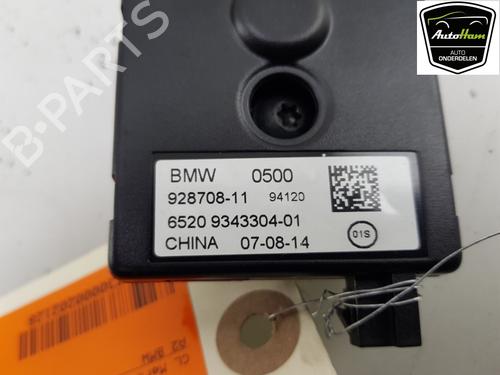 AutoHam
AUTO
ONDERDELEN
B-PARTS
BMW 0500
928708-11 94120
6520 9343304-01
CHINA 07-08-14
01S